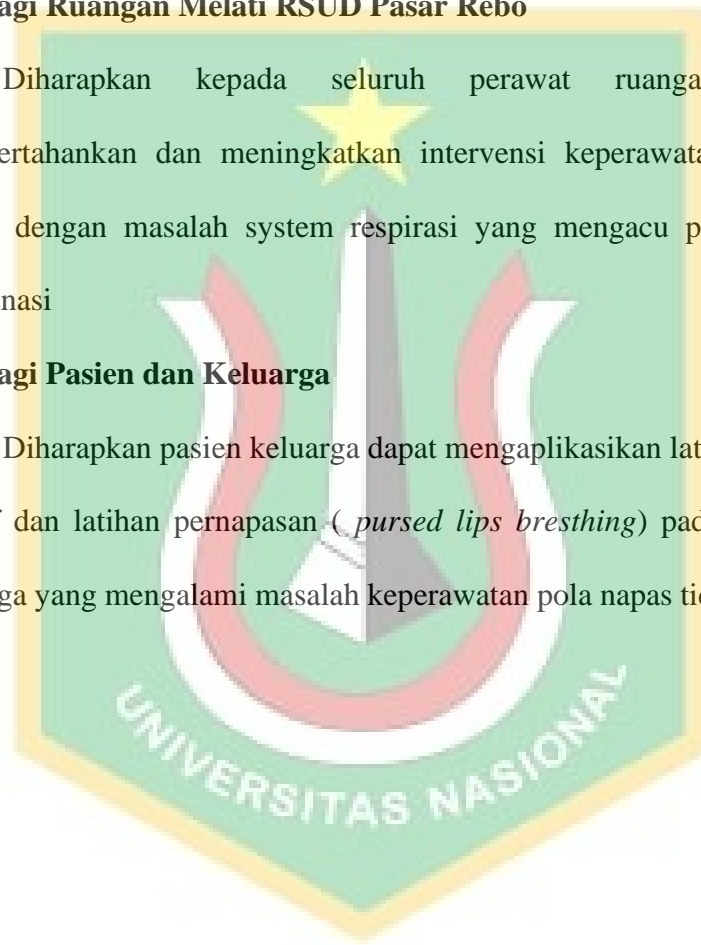 agi Ruangan Melati RSUD Pasar Rebo
Diharapkan kepada seluruh perawat ruanga
ertahankan dan meningkatkan intervensi keperawata
dengan masalah system respirasi yang mengacu p
nasi
agi Pasien dan Keluarga
Diharapkan pasien keluarga dapat mengaplikasikan lat
f dan latihan pernapasan ( pursed lips bresthing) pad
ga yang mengalami masalah keperawatan pola napas tid
UNIVERSITAS NASIONAL